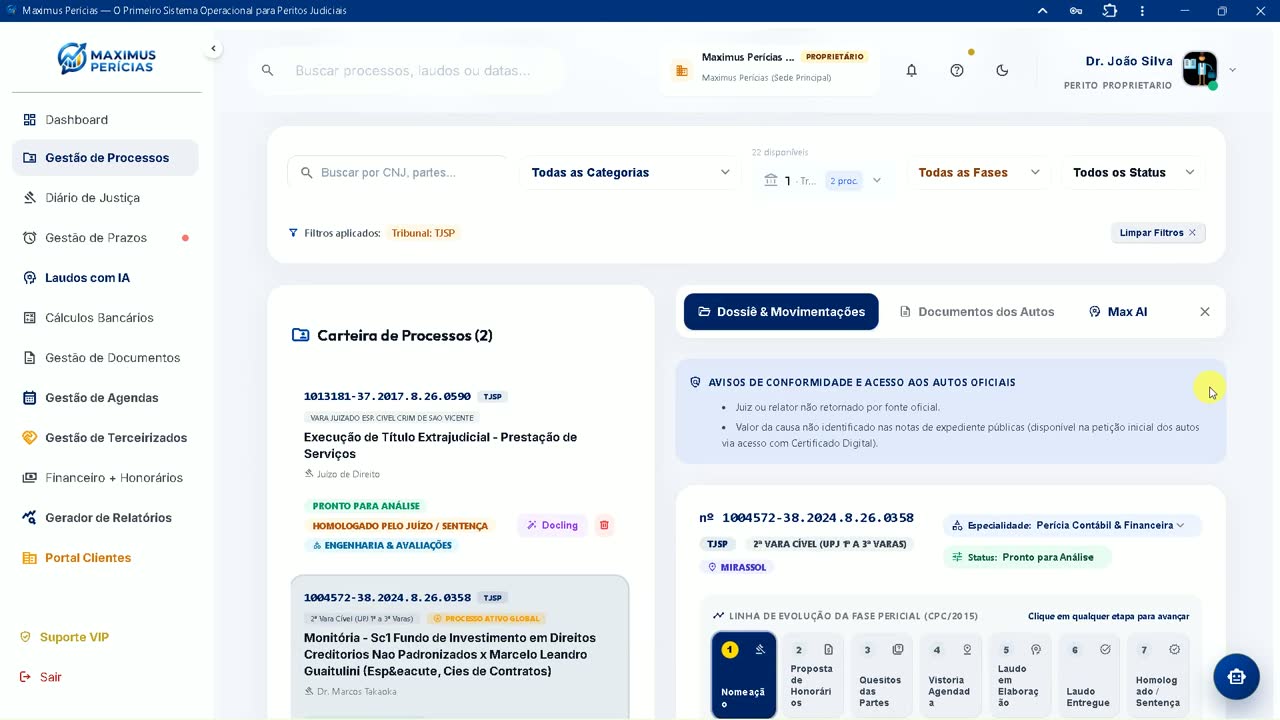 Maximus Perícias — O Primeiro Sistema Operacional para Peritos Judiciais
MAXIMUS
PERÍCIAS
Buscar processos, laudos ou datas...
Maximus Perícias ... PROPRIETÁRIO
Maximus Perícias (Sede Principal)
Dr. João Silva
PERITO PROPRIETARIO
Dashboard
Gestão de Processos
Diário de Justiça
Gestão de Prazos
Laudos com IA
Cálculos Bancários
Gestão de Documentos
Gestão de Agendas
Gestão de Terceirizados
Financeiro + Honorários
Gerador de Relatórios
Portal Clientes
Suporte VIP
Sair
22 disponíveis
Buscar por CNJ, partes...
Todas as Categorias
· Tr...
2 proc.
Todas as Fases
Todos os Status
Filtros aplicados: Tribunal: TJSP
Limpar Filtros
Carteira de Processos (2)
1013181-37.2017.8.26.0590 TJSP
VARA JUIZADO ESP. CIVEL CRIM DE SAO VICENTE
Execução de Título Extrajudicial - Prestação de
Serviços
Juízo de Direito
PRONTO PARA ANÁLISE
HOMOLOGADO PELO JUÍZO / SENTENÇA
ENGENHARIA & AVALIAÇÕES
Docling
1004572-38.2024.8.26.0358 TJSP
2ª Vara Cível (UPJ 1ª a 3ª Varas) PROCESSO ATIVO GLOBAL
Monitória - Sc1 Fundo de Investimento em Direitos
Creditorios Nao Padronizados x Marcelo Leandro
Guaitulini (Esp&eacute, Cies de Contratos)
Dr. Marcos Takaoka
Dossiê & Movimentações
Documentos dos Autos
Max AI
AVISOS DE CONFORMIDADE E ACESSO AOS AUTOS OFICIAIS
• Juiz ou relator não retornado por fonte oficial.
• Valor da causa não identificado nas notas de expediente públicas (disponível na petição inicial dos autos
via acesso com Certificado Digital).
nº 1004572-38.2024.8.26.0358
TJSP 2ª VARA CÍVEL (UPJ 1ª A 3ª VARAS)
MIRASSOL
Especialidade: Perícia Contábil & Financeira
Status: Pronto para Análise
LINHA DE EVOLUÇÃO DA FASE PERICIAL (CPC/2015)
Clique em qualquer etapa para avançar
1
Nomeaçã
o
2
Proposta
de
Honorári
os
3
Quesitos
das
Partes
4
Vistoria
Agendad
a
5
Laudo
em
Elaboraç
ão
6
Laudo
Entregue
7
Homolog
ado /
Sentença